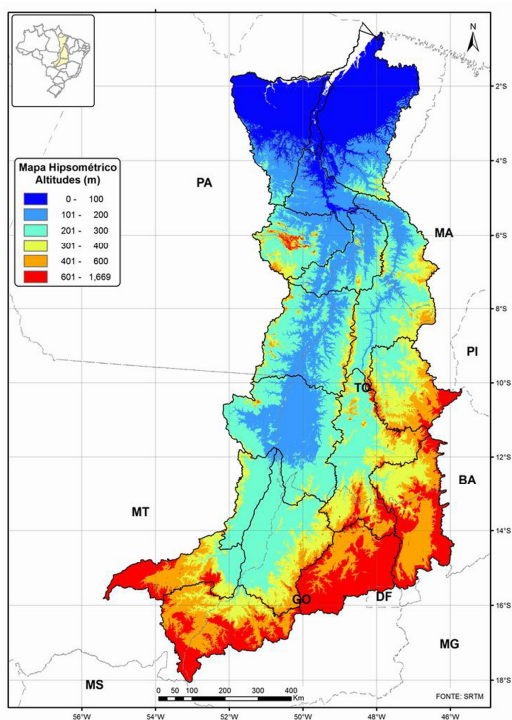 N
2°S
4°S
PA
Mapa Hipsométrico
Altitudes (m)
0 - 100
101 - 200
201 - 300
301 - 400
401 - 600
601 - 1,669
MA
6°S
8°S
PI
10°S
TO
12°S
BA
MT
14°S
GO
DF
16°S
MG
MS
0 50 100 200 300 400
Km
FONTE: SRTM
18°S
56°W 54°W 52°W 50°W 48°W 46°W